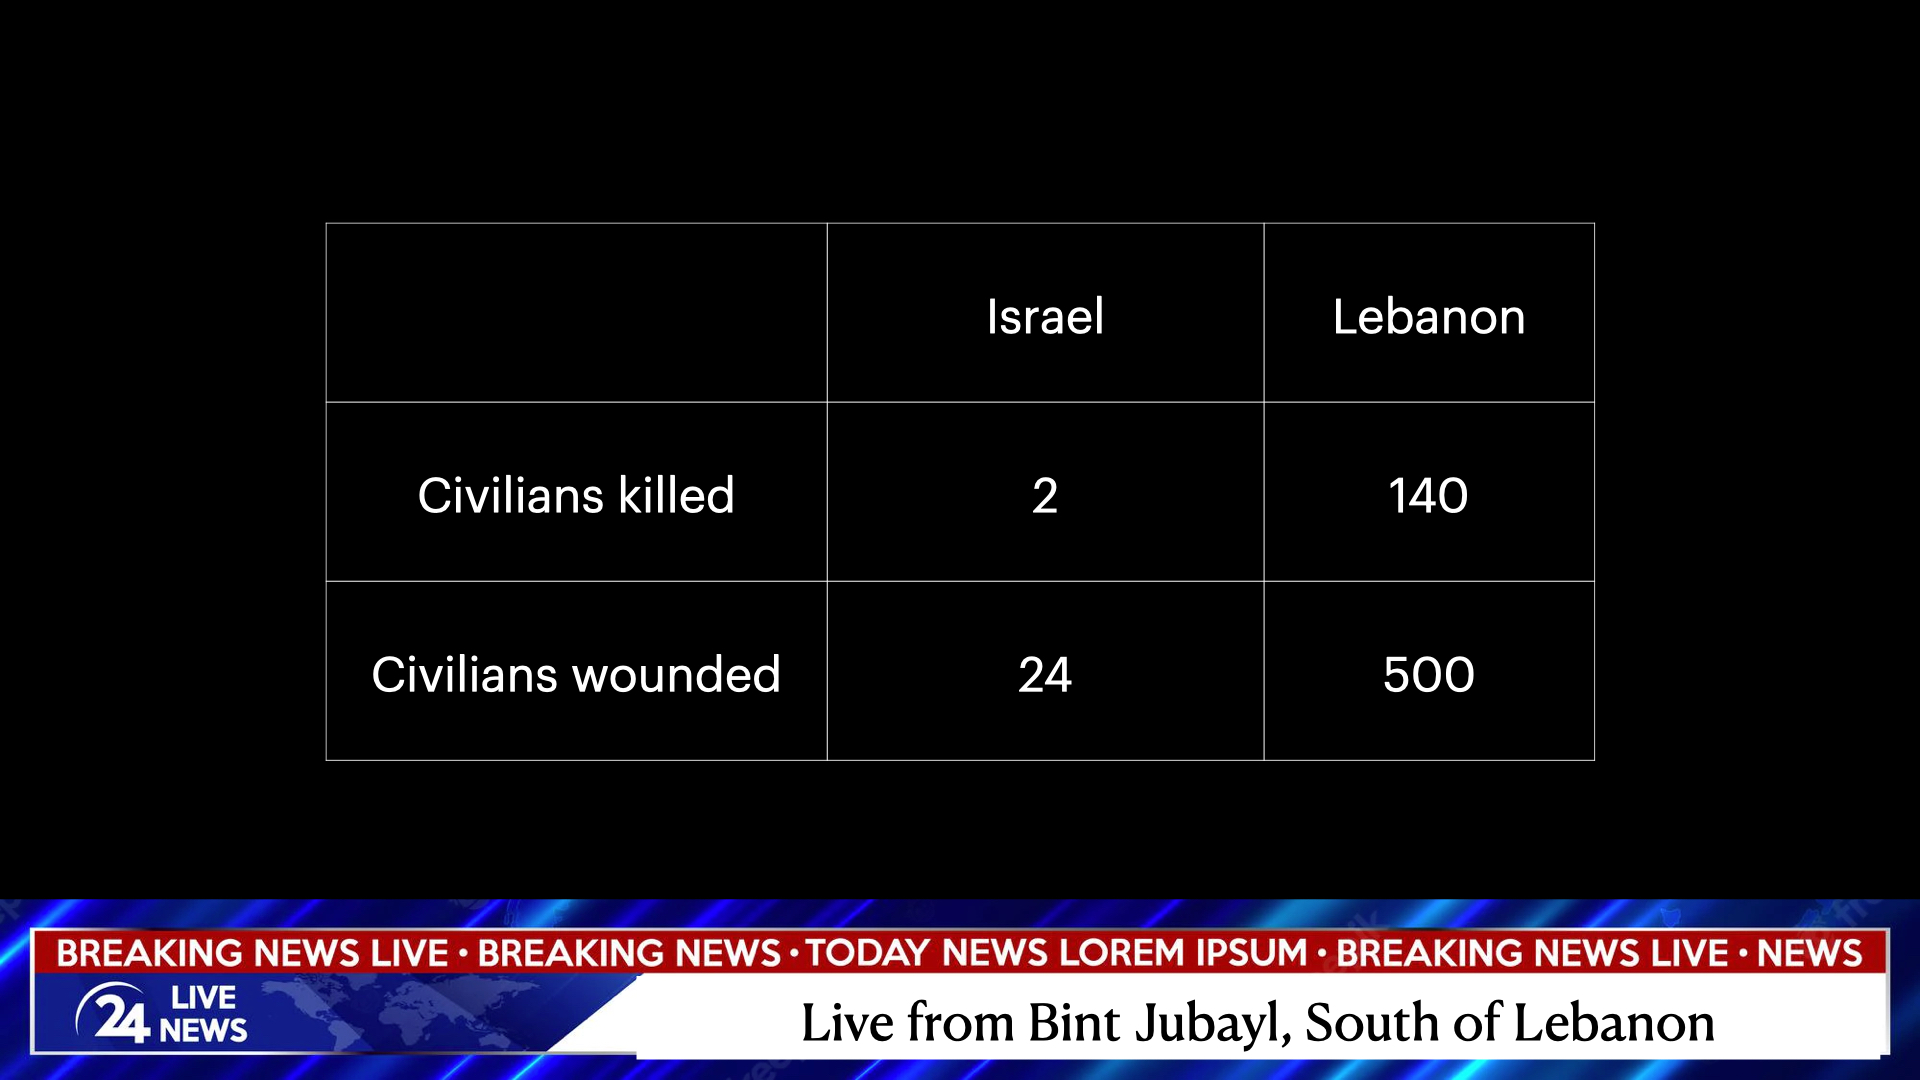 Israel Lebanon
Civilians killed 2 140
Civilians wounded 24 500
BREAKING NEWS LIVE • BREAKING NEWS • TODAY NEWS LOREM IPSUM • BREAKING NEWS LIVE • NEWS
24 LIVE NEWS
Live from Bint Jubayl, South of Lebanon